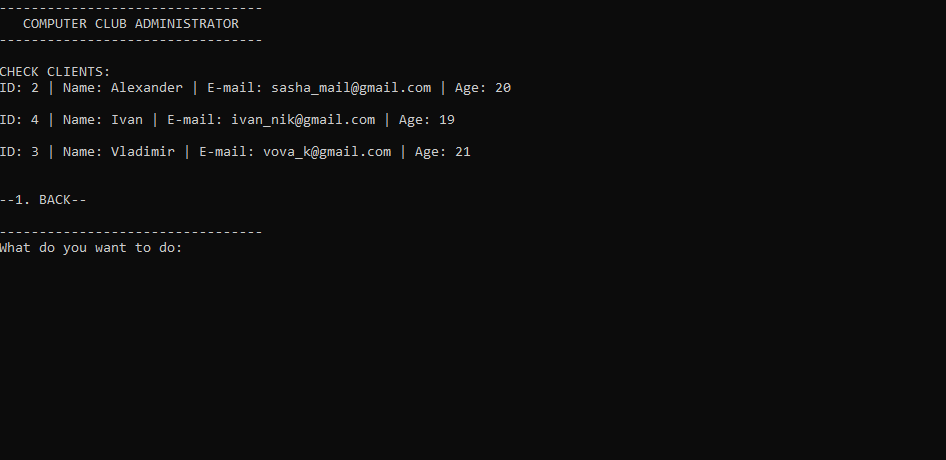 ---------------------------------
COMPUTER CLUB ADMINISTRATOR
---------------------------------
CHECK CLIENTS:
ID: 2 | Name: Alexander | E-mail: sasha_mail@gmail.com | Age: 20
ID: 4 | Name: Ivan | E-mail: ivan_nik@gmail.com | Age: 19
ID: 3 | Name: Vladimir | E-mail: vova_k@gmail.com | Age: 21
--1. BACK--
---------------------------------
What do you want to do: